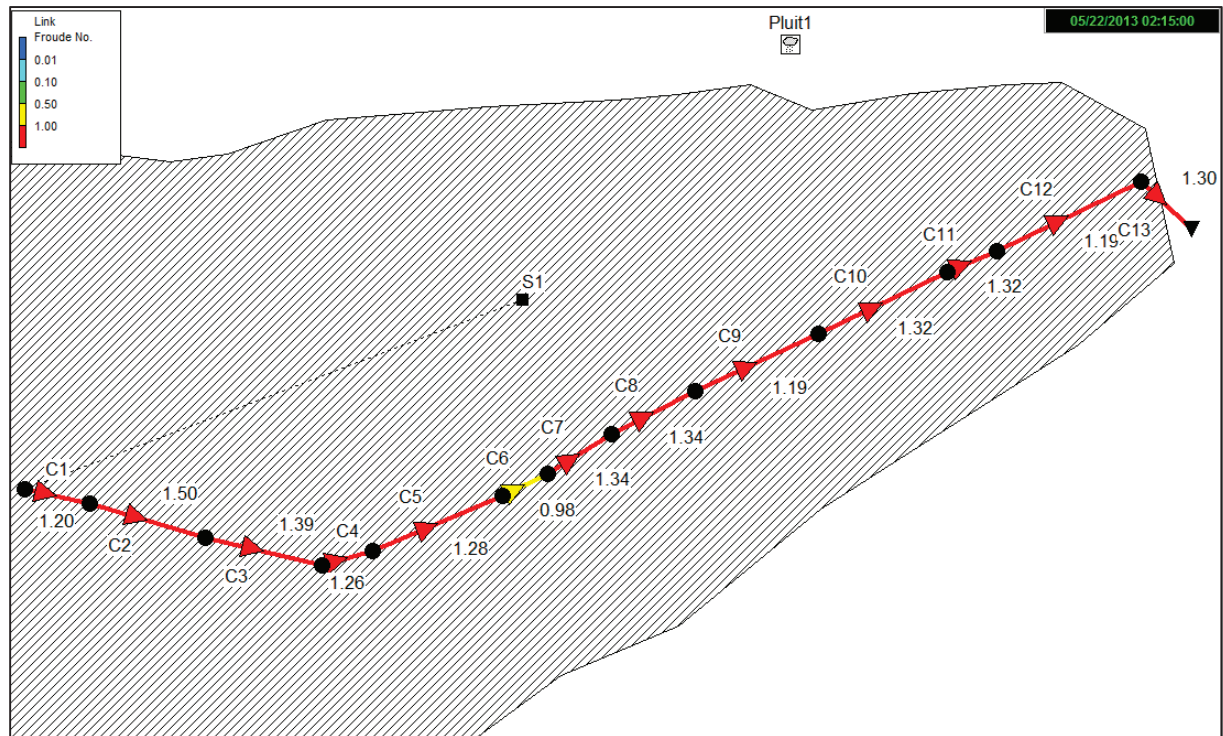 Link
Froude No.
0.01
0.10
0.50
1.00
Pluit1
05/22/2013 02:15:00
1.30
C12
1.19
C13
C11
1.32
C10
1.32
S1
C9
1.19
C8
1.34
C7
1.34
C6
0.98
C5
1.28
C4
1.26
1.39
C3
1.50
C2
C1
1.20